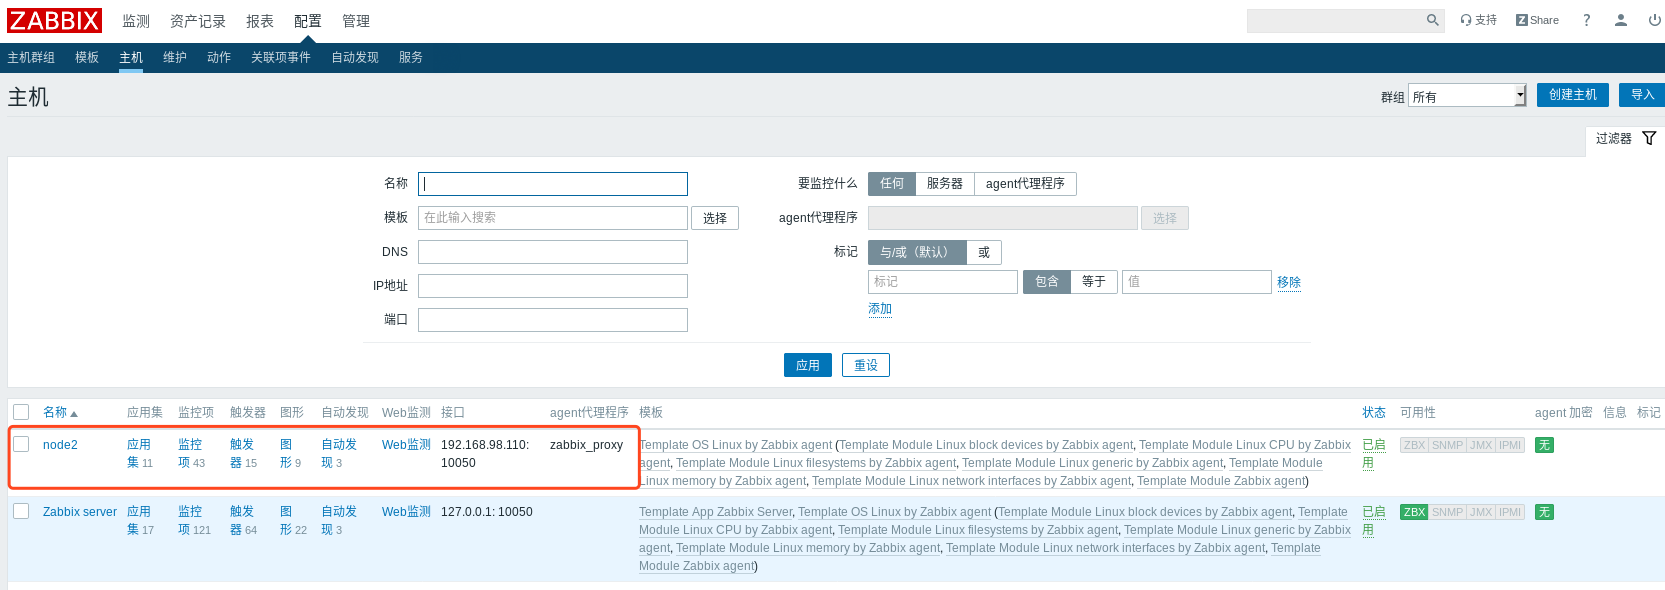 ZABBIX 监测 资产记录 报表 配置 管理 支持 Z Share ?
主机群组 模板 主机 维护 动作 关联项事件 自动发现 服务
主机 群组 所有 创建主机 导入
过滤器
名称 要监控什么 任何 服务器 agent代理程序
模板 在此输入搜索 选择 agent代理程序 选择
DNS 标记 与/或（默认） 或
IP地址 标记 包含 等于 值 移除
添加
端口
应用 重设
名称 应用集 监控项 触发器 图形 自动发现 Web监测 接口 agent代理程序 模板 状态 可用性 agent 加密 信息 标记
node2 应用 监控 触发 图 自动发 Web监测 192.168.98.110: zabbix_proxy Template OS Linux by Zabbix agent (Template Module Linux block devices by Zabbix agent, Template Module Linux CPU by Zabbix 已启 ZBX SNMP JMX IPMI 无
集 11 项 43 器 15 形 9 现 3 10050 agent, Template Module Linux filesystems by Zabbix agent, Template Module Linux generic by Zabbix agent, Template Module 用
Linux memory by Zabbix agent, Template Module Linux network interfaces by Zabbix agent, Template Module Zabbix agent)
Zabbix server 应用 监控 触发 图 自动发 Web监测 127.0.0.1: 10050 Template App Zabbix Server, Template OS Linux by Zabbix agent (Template Module Linux block devices by Zabbix agent, Template 已启 ZBX SNMP JMX IPMI 无
集 17 项 121 器 64 形 22 现 3 Module Linux CPU by Zabbix agent, Template Module Linux filesystems by Zabbix agent, Template Module Linux generic by Zabbix 用
agent, Template Module Linux memory by Zabbix agent, Template Module Linux network interfaces by Zabbix agent, Template
Module Zabbix agent)